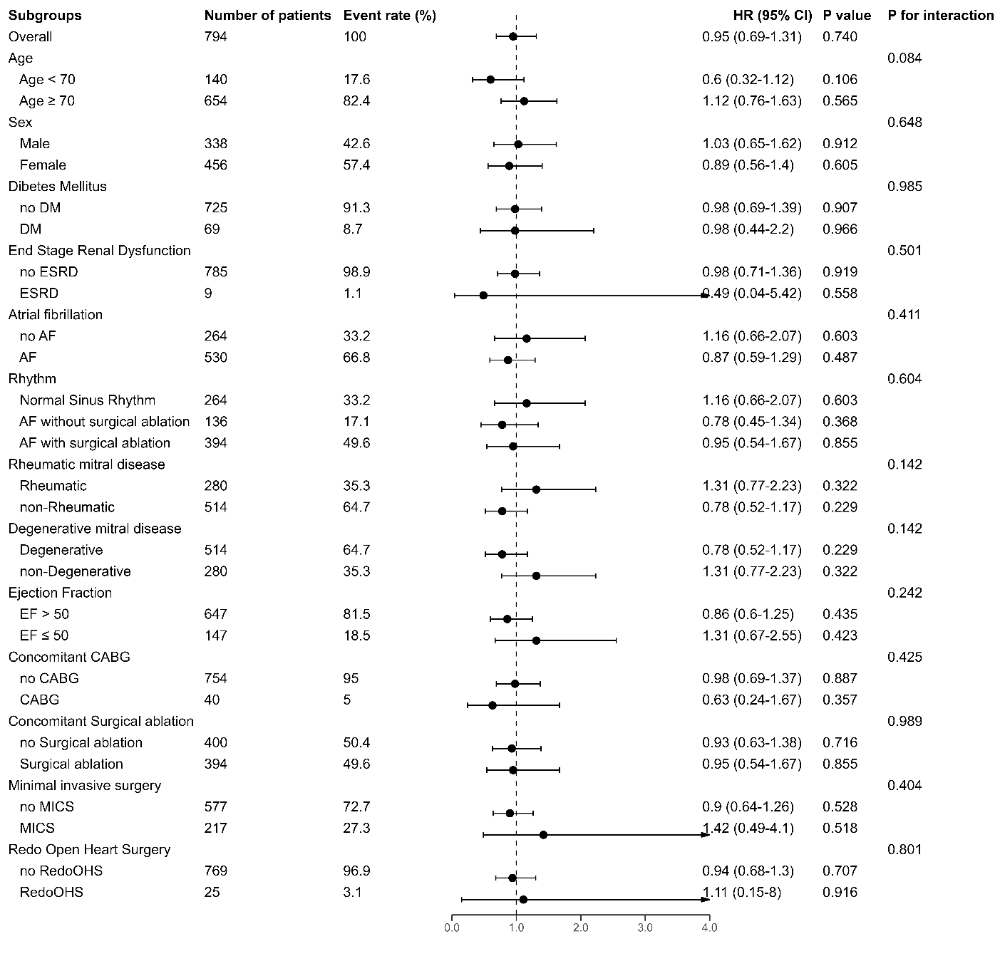 Subgroups Number of patients Event rate (%) HR (95% CI) P value P for interaction
Overall 794 100 0.95 (0.69-1.31) 0.740
Age 0.084
Age < 70 140 17.6 0.6 (0.32-1.12) 0.106
Age ≥ 70 654 82.4 1.12 (0.76-1.63) 0.565
Sex 0.648
Male 338 42.6 1.03 (0.65-1.62) 0.912
Female 456 57.4 0.89 (0.56-1.4) 0.605
Dibetes Mellitus 0.985
no DM 725 91.3 0.98 (0.69-1.39) 0.907
DM 69 8.7 0.98 (0.44-2.2) 0.966
End Stage Renal Dysfunction 0.501
no ESRD 785 98.9 0.98 (0.71-1.36) 0.919
ESRD 9 1.1 0.49 (0.04-5.42) 0.558
Atrial fibrillation 0.411
no AF 264 33.2 1.16 (0.66-2.07) 0.603
AF 530 66.8 0.87 (0.59-1.29) 0.487
Rhythm 0.604
Normal Sinus Rhythm 264 33.2 1.16 (0.66-2.07) 0.603
AF without surgical ablation 136 17.1 0.78 (0.45-1.34) 0.368
AF with surgical ablation 394 49.6 0.95 (0.54-1.67) 0.855
Rheumatic mitral disease 0.142
Rheumatic 280 35.3 1.31 (0.77-2.23) 0.322
non-Rheumatic 514 64.7 0.78 (0.52-1.17) 0.229
Degenerative mitral disease 0.142
Degenerative 514 64.7 0.78 (0.52-1.17) 0.229
non-Degenerative 280 35.3 1.31 (0.77-2.23) 0.322
Ejection Fraction 0.242
EF > 50 647 81.5 0.86 (0.6-1.25) 0.435
EF ≤ 50 147 18.5 1.31 (0.67-2.55) 0.423
Concomitant CABG 0.425
no CABG 754 95 0.98 (0.69-1.37) 0.887
CABG 40 5 0.63 (0.24-1.67) 0.357
Concomitant Surgical ablation 0.989
no Surgical ablation 400 50.4 0.93 (0.63-1.38) 0.716
Surgical ablation 394 49.6 0.95 (0.54-1.67) 0.855
Minimal invasive surgery 0.404
no MICS 577 72.7 0.9 (0.64-1.26) 0.528
MICS 217 27.3 1.42 (0.49-4.1) 0.518
Redo Open Heart Surgery 0.801
no RedoOHS 769 96.9 0.94 (0.68-1.3) 0.707
RedoOHS 25 3.1 1.11 (0.15-8) 0.916
0.0 1.0 2.0 3.0 4.0